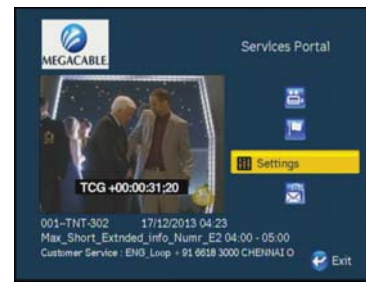 MEGACABLE
Services Portal
Settings
TCG +00:00:31;20
001-TNT-302 17/12/2013 04:23
Max_Short_Extnded_info_Numr_E2 04:00 - 05:00
Customer Service : ENG_Loop + 91 6618 3000 CHENNAI O
Exit